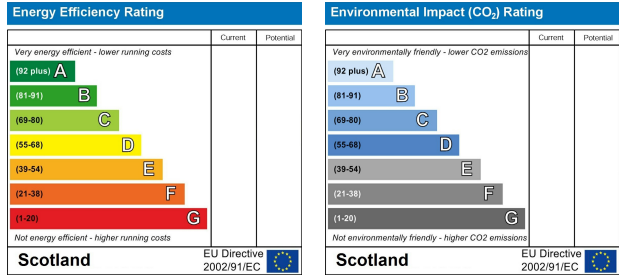 Energy Efficiency Rating
Current Potential
Very energy efficient - lower running costs
(92 plus) A
(81-91) B
(69-80) C
(55-68) D
(39-54) E
(21-38) F
(1-20) G
Not energy efficient - higher running costs
Scotland
EU Directive
2002/91/EC
Environmental Impact (CO₂) Rating
Current Potential
Very environmentally friendly - lower CO2 emissions
(92 plus) A
(81-91) B
(69-80) C
(55-68) D
(39-54) E
(21-38) F
(1-20) G
Not environmentally friendly - higher CO2 emissions
Scotland
EU Directive
2002/91/EC